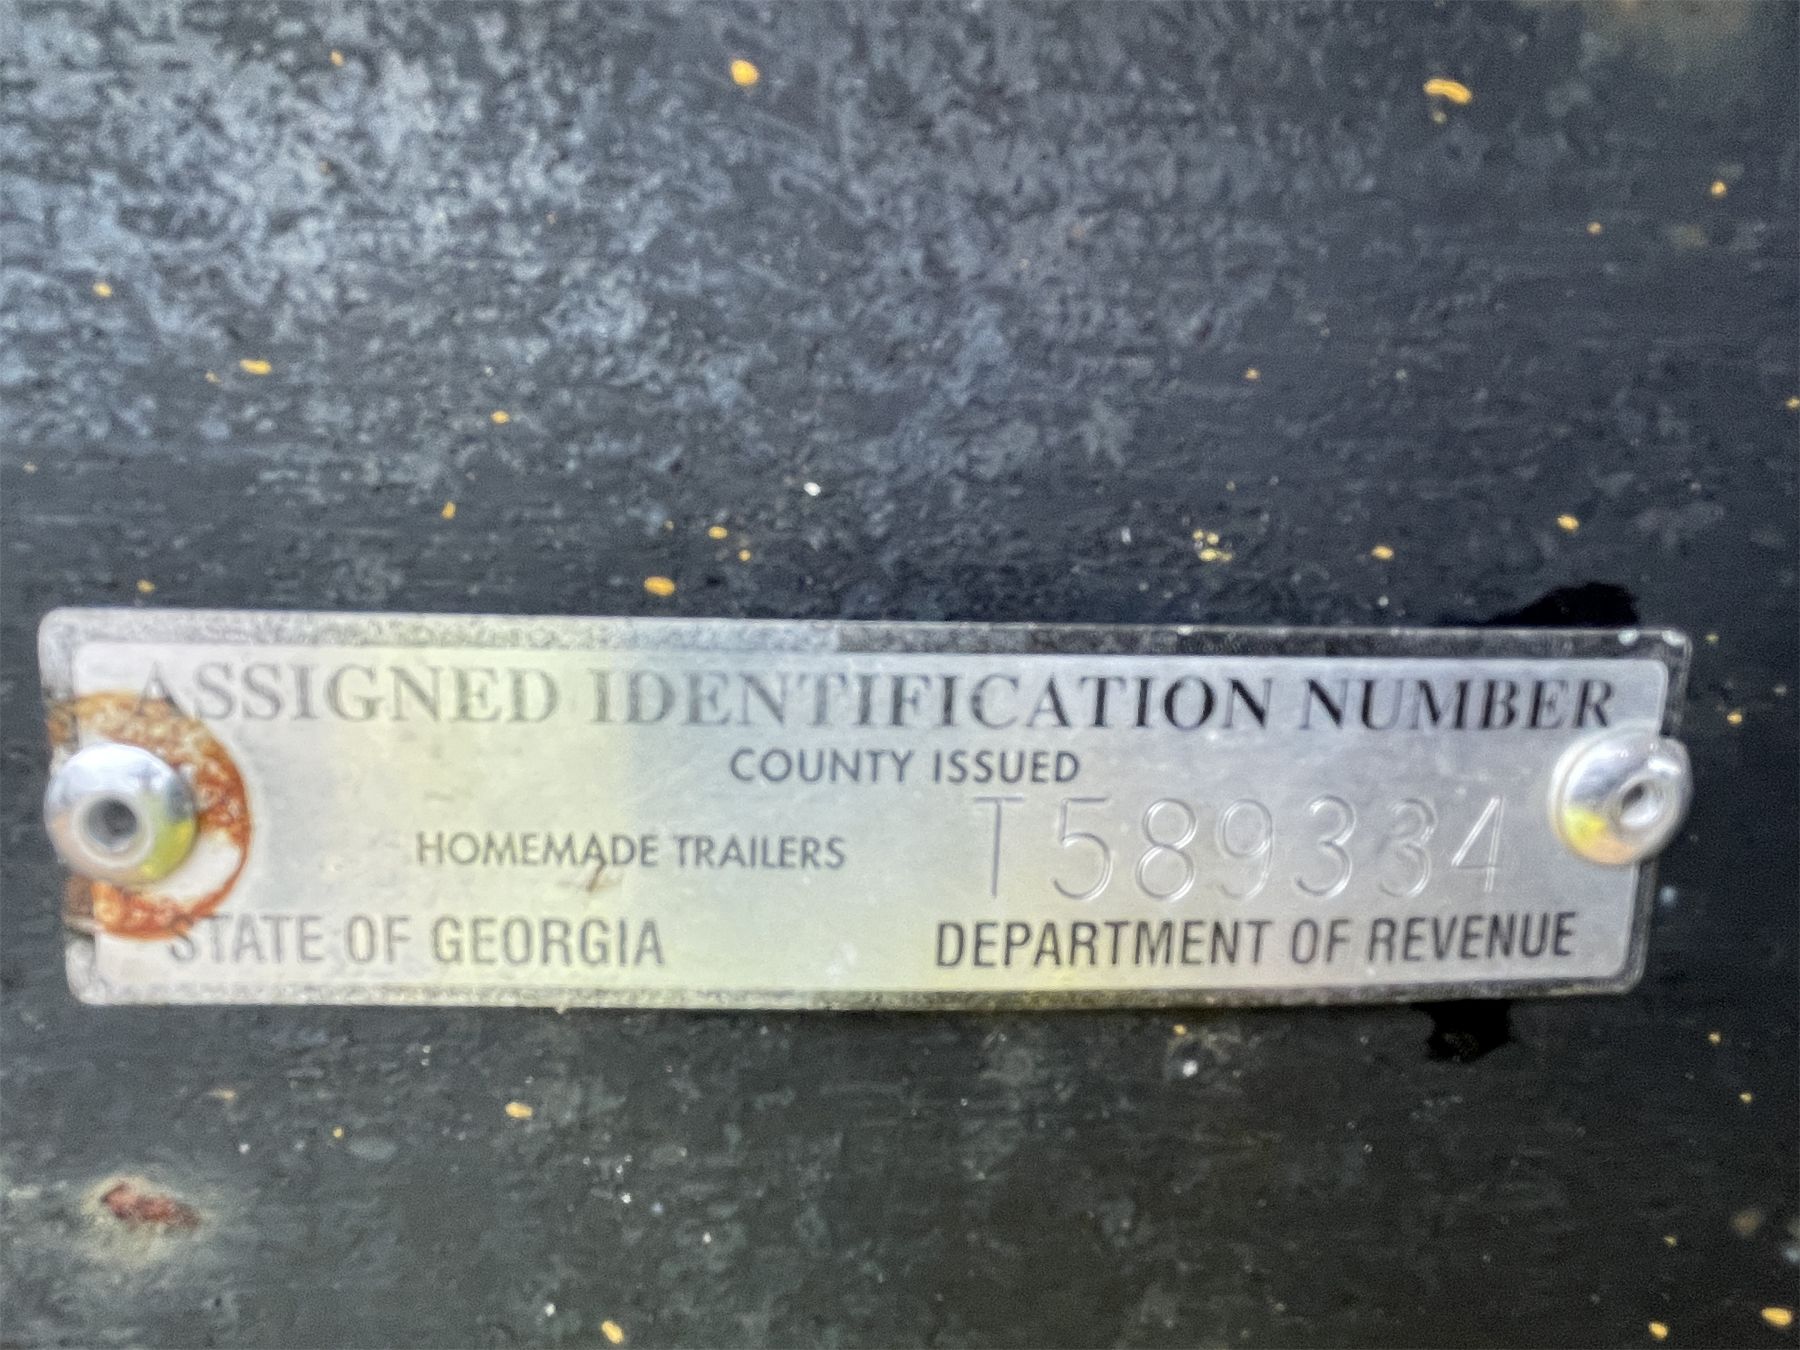 ASSIGNED IDENTIFICATION NUMBER
COUNTY ISSUED
HOMEMADE TRAILERS T589334
STATE OF GEORGIA DEPARTMENT OF REVENUE